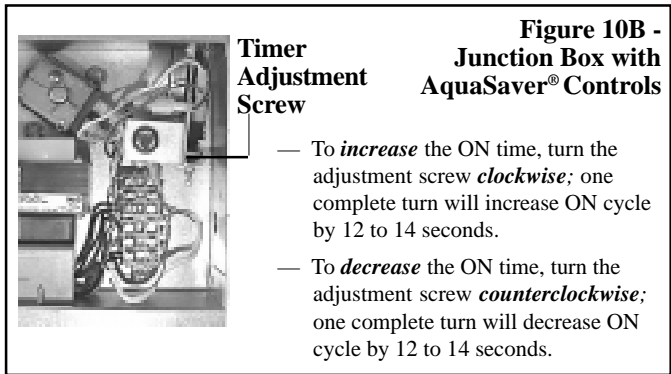 Figure 10B -
Junction Box with
AquaSaver® Controls
Timer
Adjustment
Screw
— To increase the ON time, turn the
adjustment screw clockwise; one
complete turn will increase ON cycle
by 12 to 14 seconds.
— To decrease the ON time, turn the
adjustment screw counterclockwise;
one complete turn will decrease ON
cycle by 12 to 14 seconds.